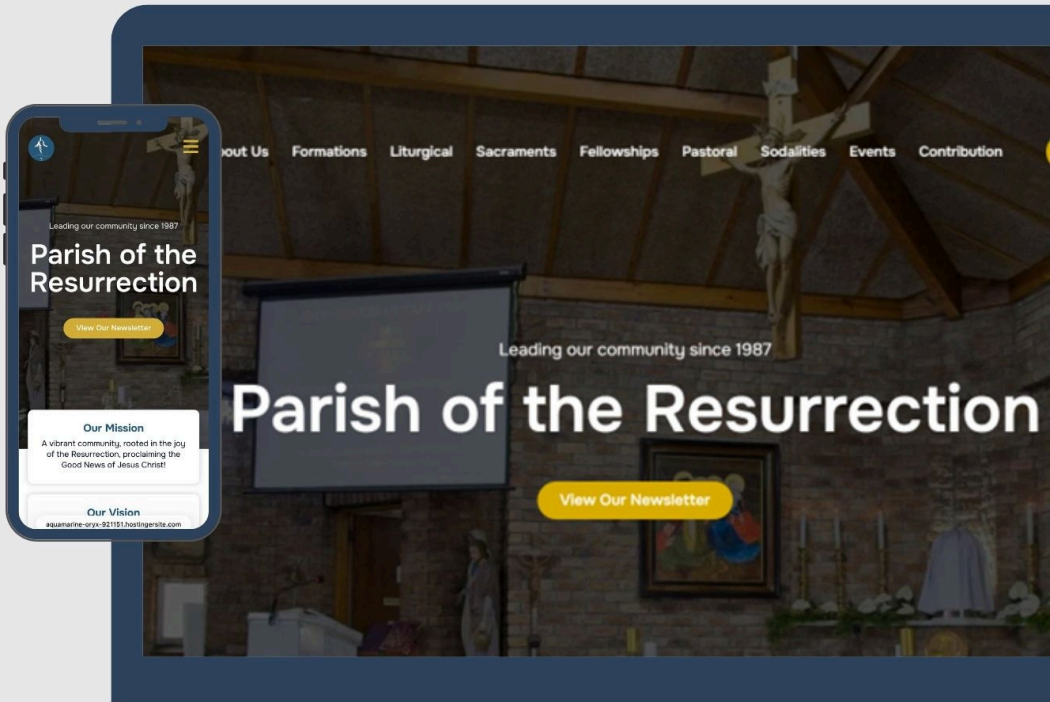 Leading our community since 1987
Parish of the
Resurrection
View Our Newsletter
Our Mission
A vibrant community, rooted in the joy
of the Resurrection, proclaiming the
Good News of Jesus Christ!
Our Vision
aquamarine-oryx-921151.hostingersite.com
out Us Formations Liturgical Sacraments Fellowships Pastoral Sodalities Events Contribution
Leading our community since 1987
Parish of the Resurrection
View Our Newsletter